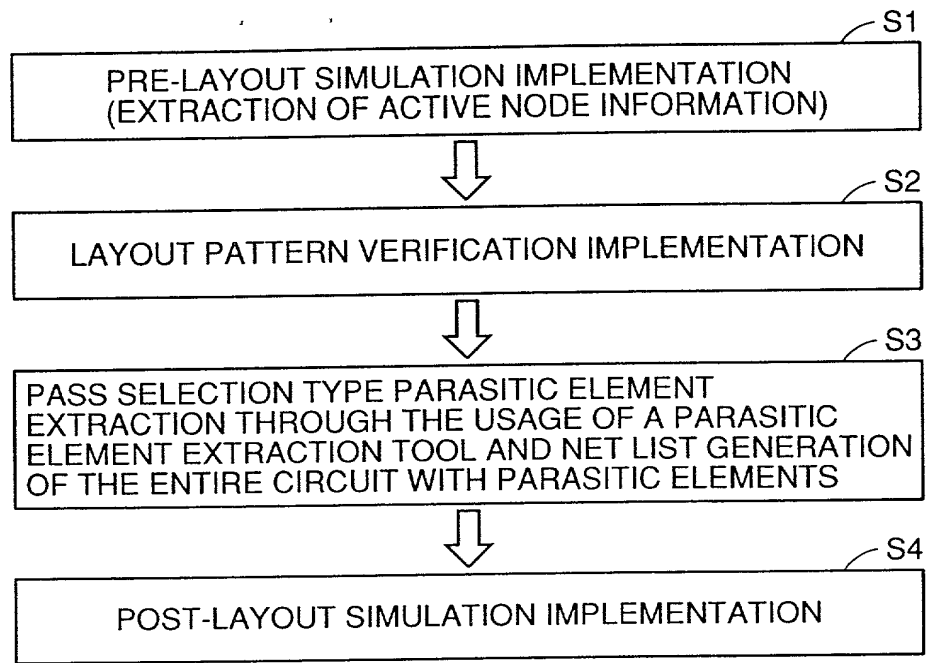 S1
PRE-LAYOUT SIMULATION IMPLEMENTATION
(EXTRACTION OF ACTIVE NODE INFORMATION)
S2
LAYOUT PATTERN VERIFICATION IMPLEMENTATION
S3
PASS SELECTION TYPE PARASITIC ELEMENT
EXTRACTION THROUGH THE USAGE OF A PARASITIC
ELEMENT EXTRACTION TOOL AND NET LIST GENERATION
OF THE ENTIRE CIRCUIT WITH PARASITIC ELEMENTS
S4
POST-LAYOUT SIMULATION IMPLEMENTATION